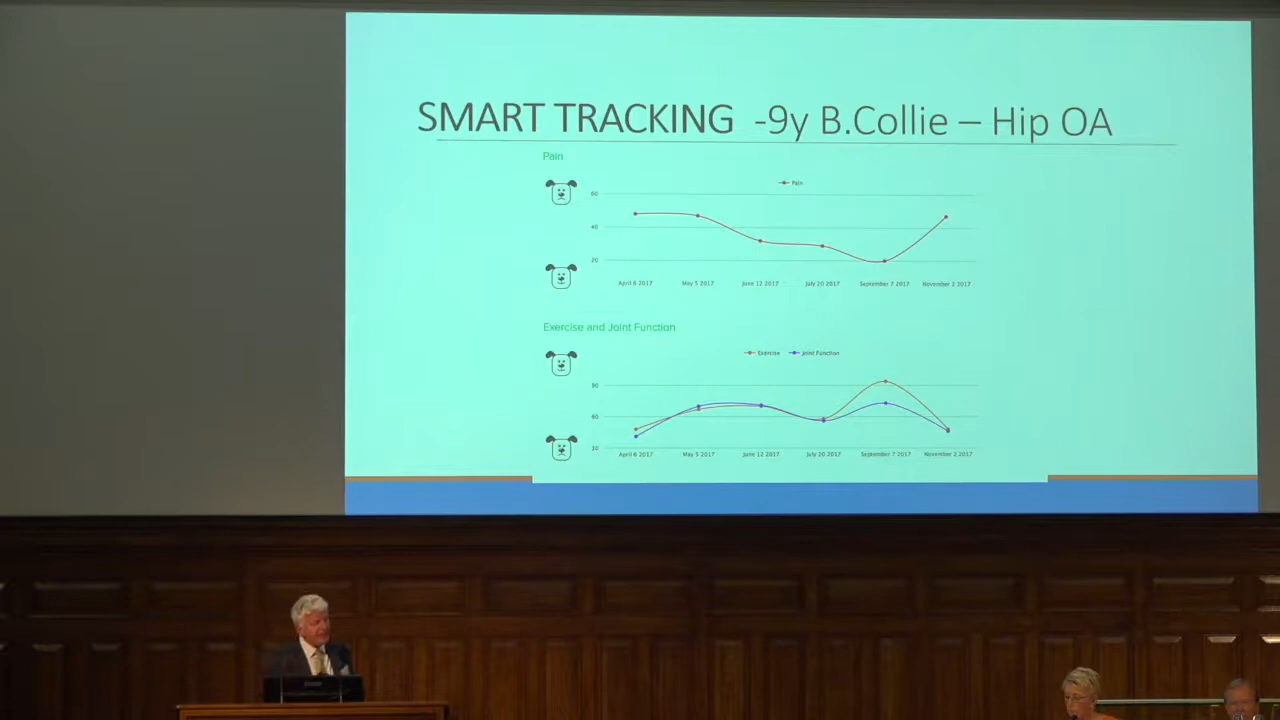 SMART TRACKING -9y B.Collie – Hip OA
Pain
Pain
60
40
20
April 6 2017 May 5 2017 June 12 2017 July 20 2017 September 7 2017 November 2 2017
Exercise and Joint Function
Exercise Joint Function
90
60
30
April 6 2017 May 5 2017 June 12 2017 July 20 2017 September 7 2017 November 2 2017